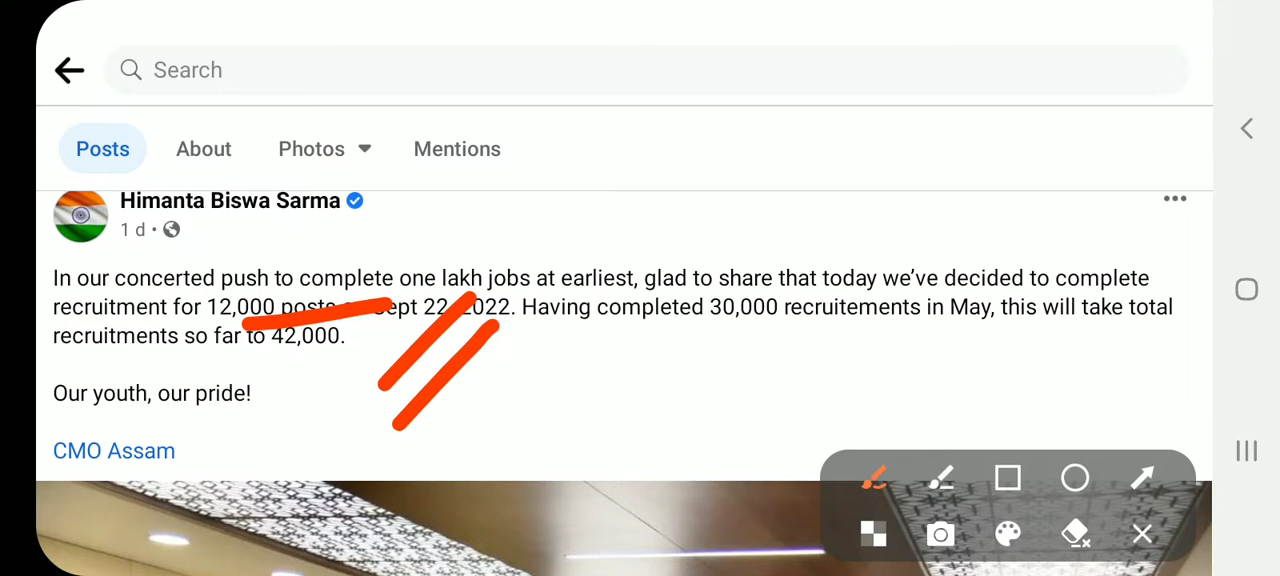 Search
Posts About Photos Mentions
Himanta Biswa Sarma
1 d
In our concerted push to complete one lakh jobs at earliest, glad to share that today we've decided to complete
recruitment for 12,000 posts Sept 22, 2022. Having completed 30,000 recruitements in May, this will take total
recruitments so far to 42,000.
Our youth, our pride!
CMO Assam